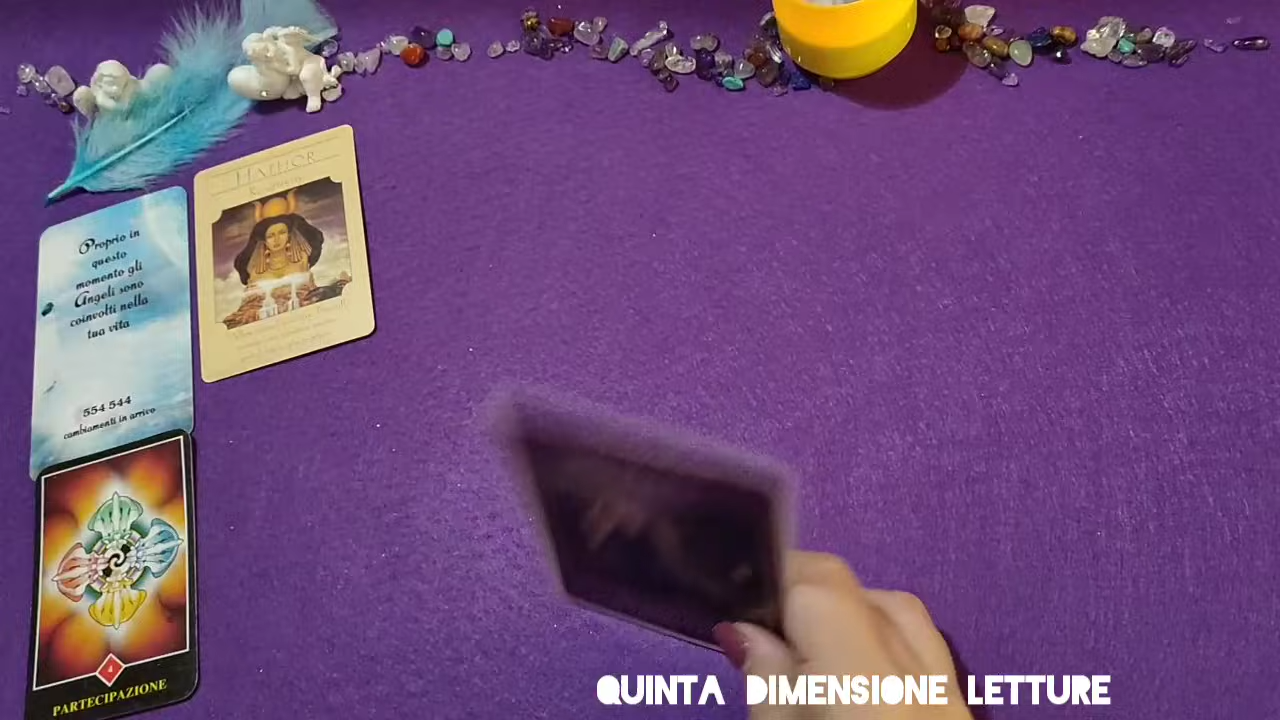 HATHOR
Proprio in
questo
momento gli
Angeli sono
coinvolti nella
tua vita
554 544
cambiamenti in arrivo
4
PARTECIPAZIONE
QUINTA DIMENSIONE LETTURE